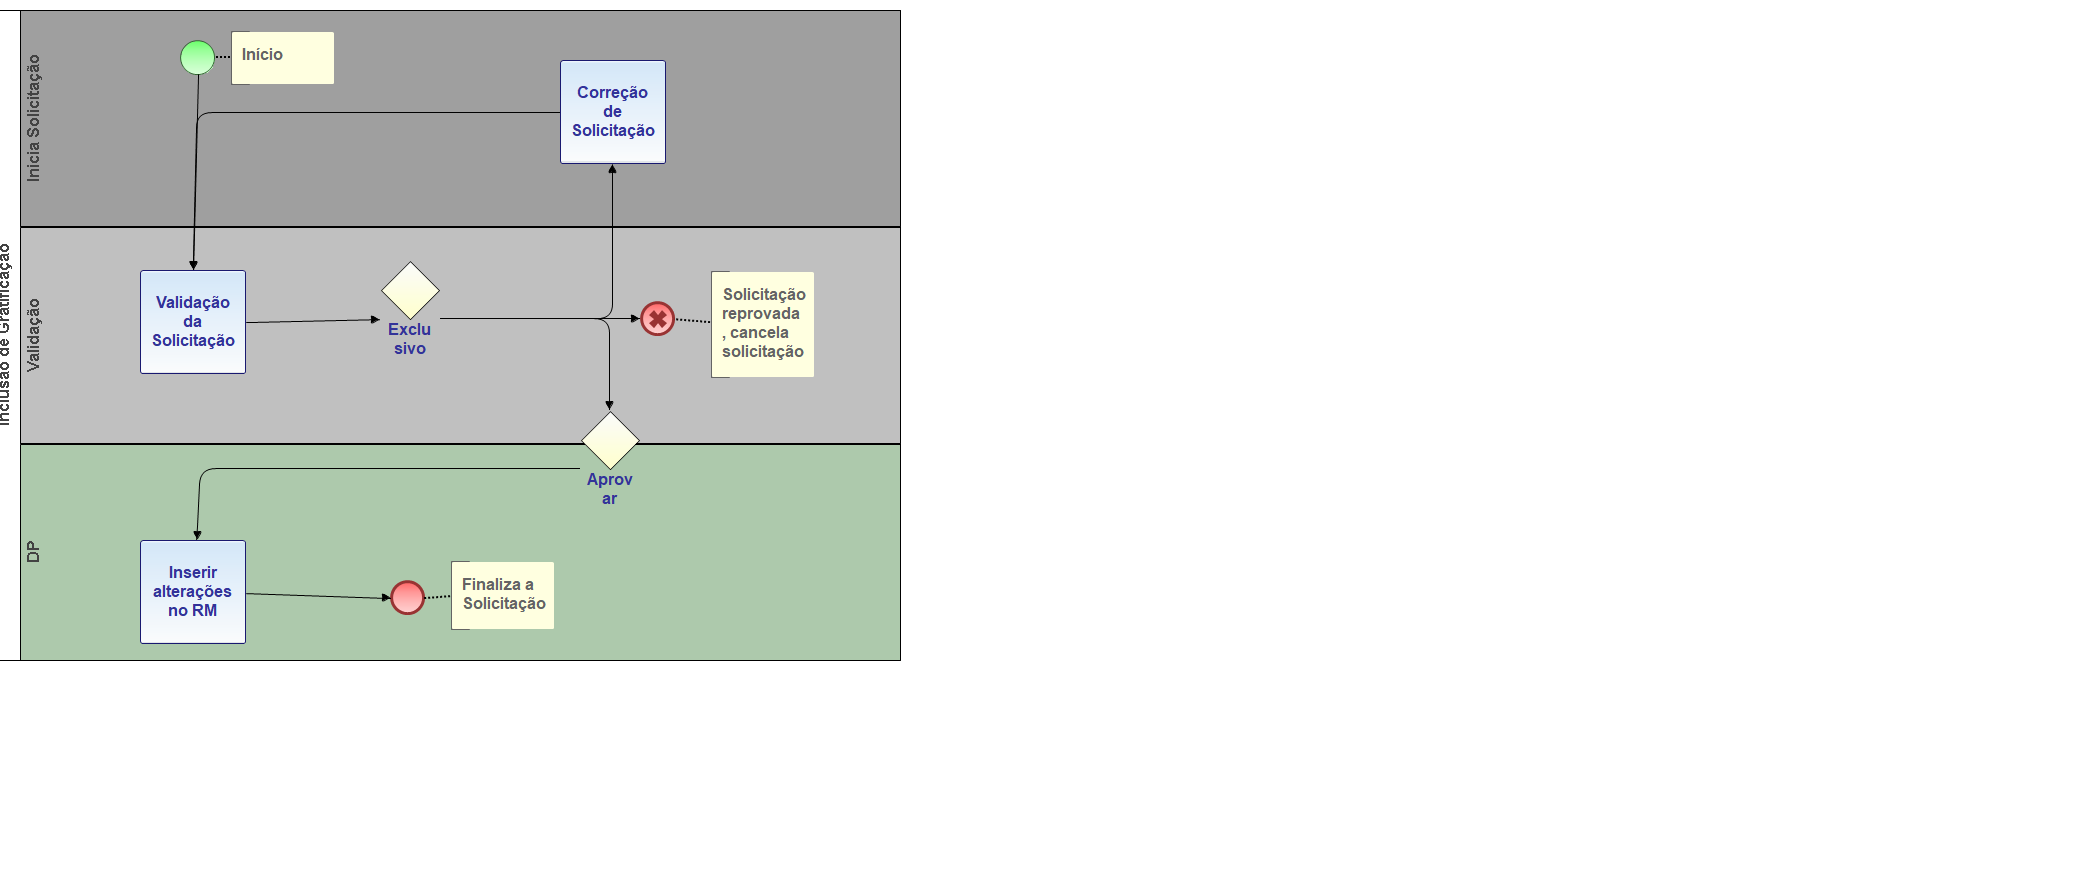 Inclusão de Gratificação
Inicia Solicitação
Início
Correção
de
Solicitação
Validação
Validação
da
Solicitação
Exclu
sivo
Solicitação
reprovada
, cancela
solicitação
DP
Aprov
ar
Inserir
alterações
no RM
Finaliza a
Solicitação